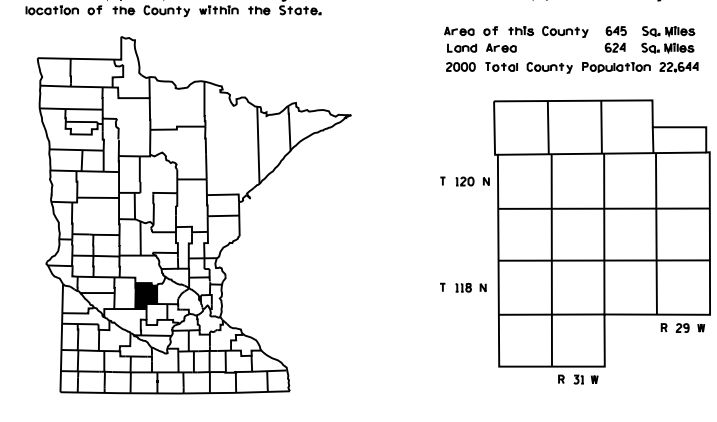 location of the County within the State.
Area of this County 645 Sq. Miles
Land Area 624 Sq. Miles
2000 Total County Population 22,644
T 120 N
T 118 N
R 29 W
R 31 W